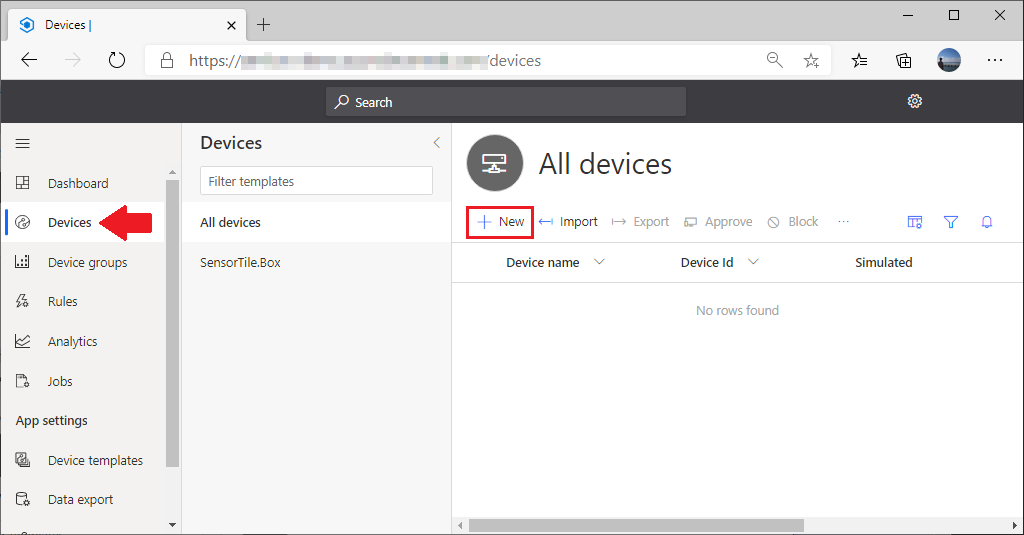 Devices |
https:// /devices
Search
Dashboard
Devices
Device groups
Rules
Analytics
Jobs
App settings
Device templates
Data export
Devices
Filter templates
All devices
SensorTile.Box
All devices
New Import Export Approve Block ...
Device name Device Id Simulated
No rows found